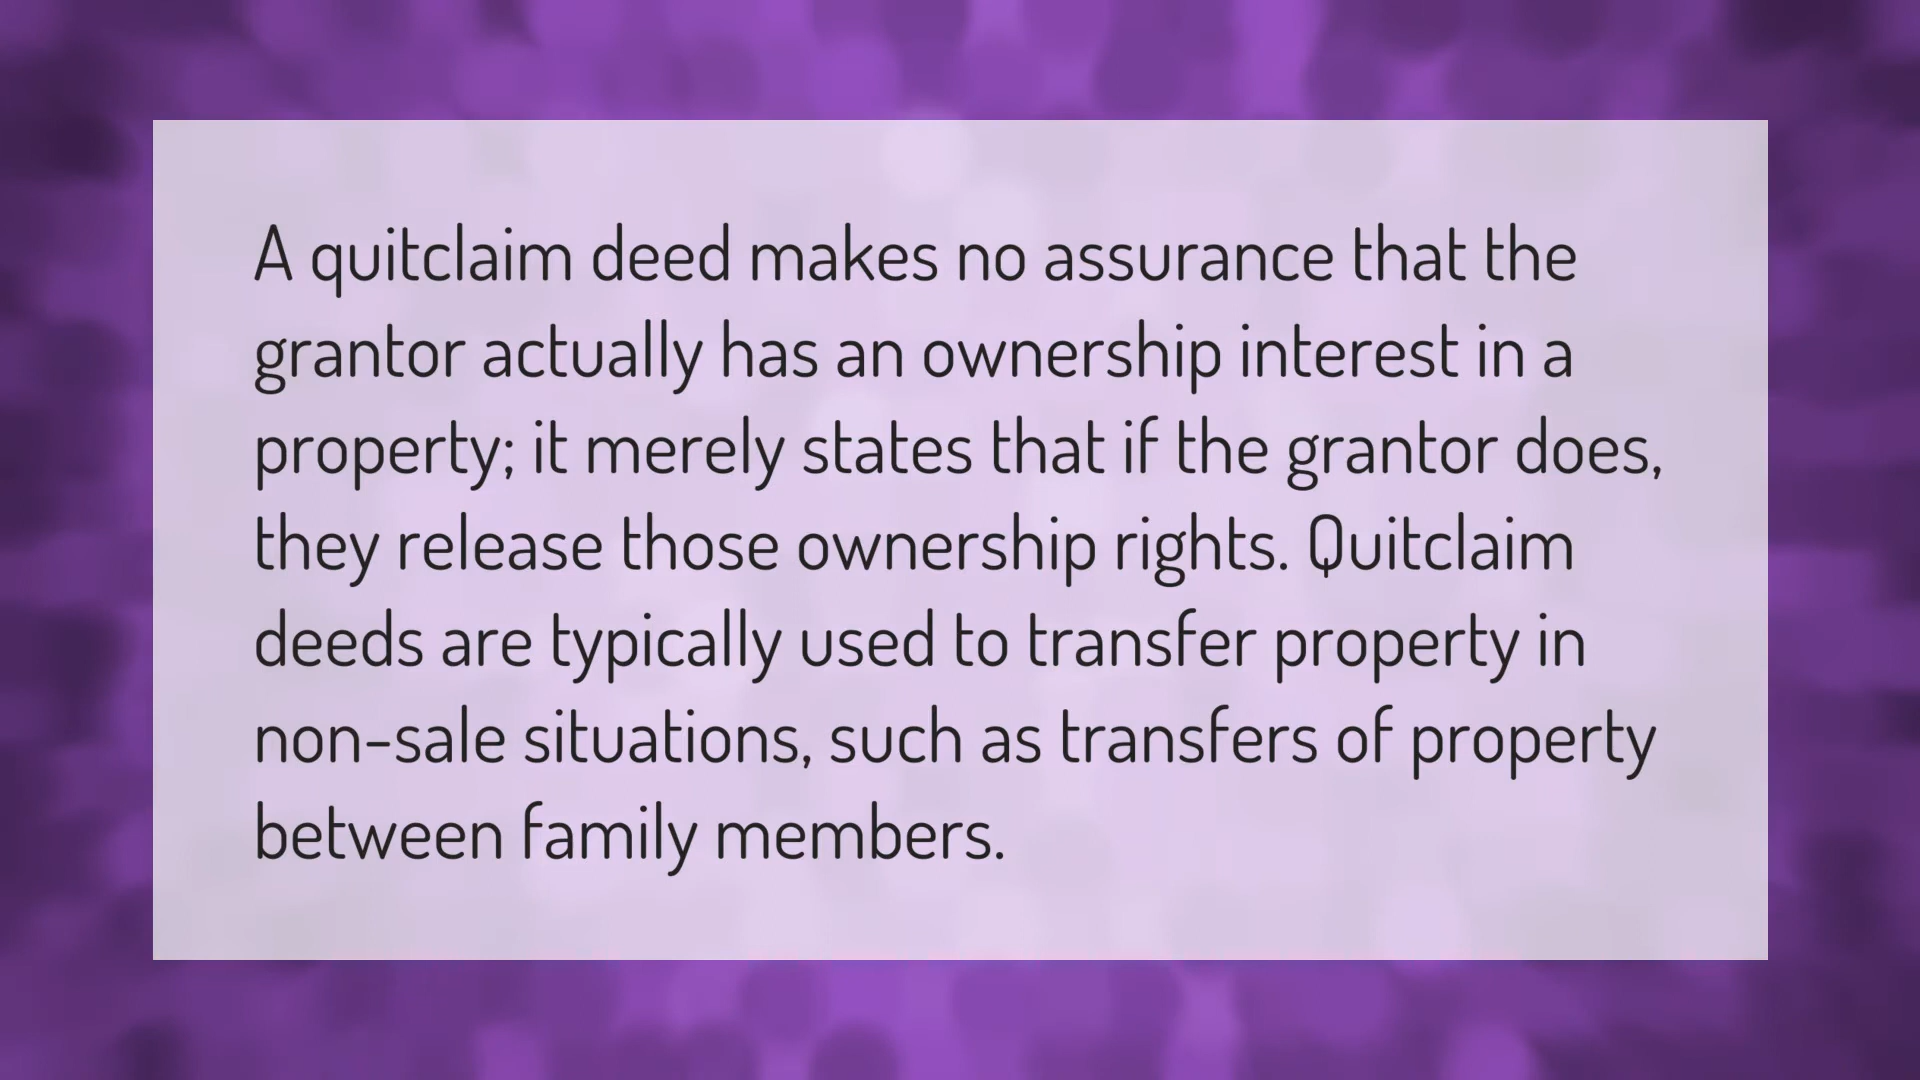 A quitclaim deed makes no assurance that the
grantor actually has an ownership interest in a
property; it merely states that if the grantor does,
they release those ownership rights. Quitclaim
deeds are typically used to transfer property in
non-sale situations, such as transfers of property
between family members.